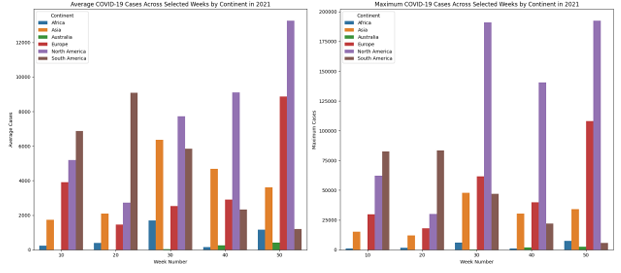 Average COVID-19 Cases Across Selected Weeks by Continent in 2021
Continent
Africa
Asia
Australia
Europe
North America
South America
12000
10000
8000
6000
4000
2000
0
Average Cases
10
20
30
40
50
Week Number
Maximum COVID-19 Cases Across Selected Weeks by Continent in 2021
Continent
Africa
Asia
Australia
Europe
North America
South America
200000
175000
150000
125000
100000
75000
50000
25000
0
Maximum Cases
10
20
30
40
50
Week Number